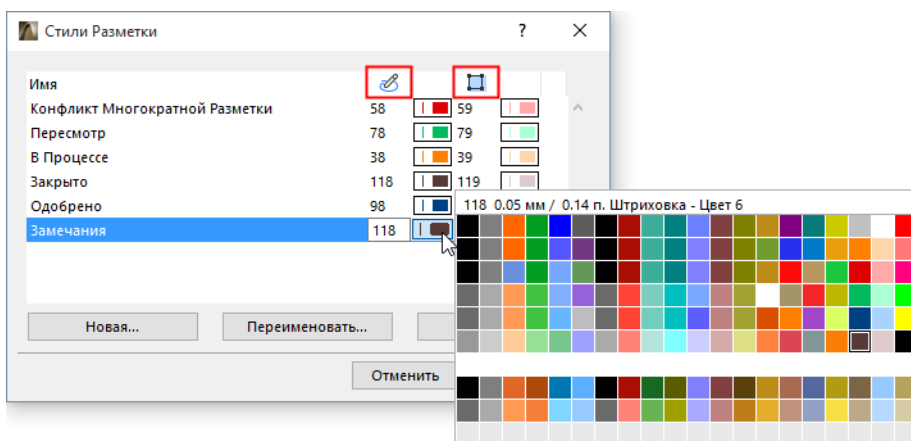 Стили Разметки ?
Имя
Конфликт Многократной Разметки 58 59
Пересмотр 78 79
В Процессе 38 39
Закрыто 118 119
Одобрено 98
118 0.05 мм / 0.14 п. Штриховка - Цвет 6
Замечания 118
Новая... Переименовать...
Отменить